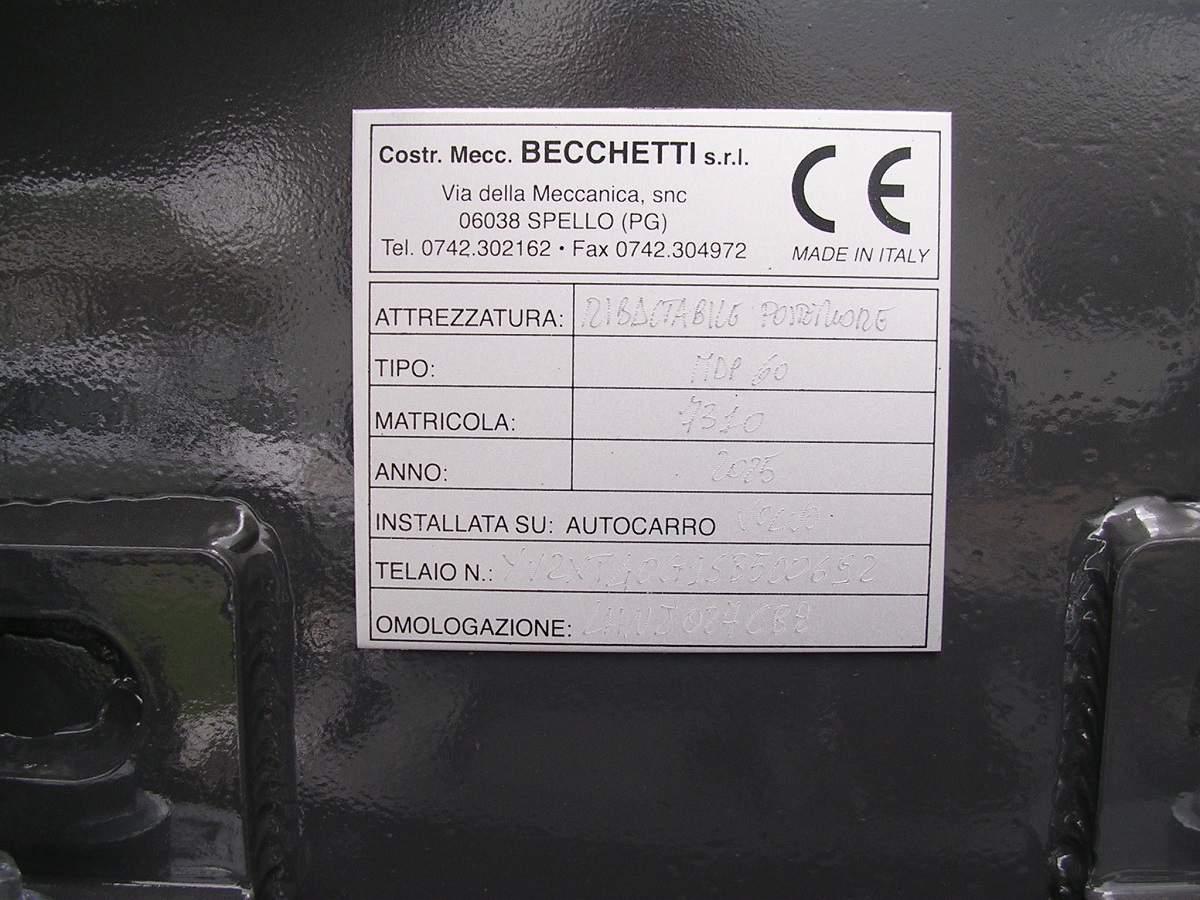 Costr. Mecc. BECCHETTI s.r.l.
Via della Meccanica, snc
06038 SPELLO (PG)
Tel. 0742.302162 • Fax 0742.304972
CE
MADE IN ITALY
ATTREZZATURA: RIBALTABILE POSTERIORE
TIPO: MDP 60
MATRICOLA: 7310
ANNO:
INSTALLATA SU: AUTOCARRO VOLVO
TELAIO N.:
OMOLOGAZIONE: